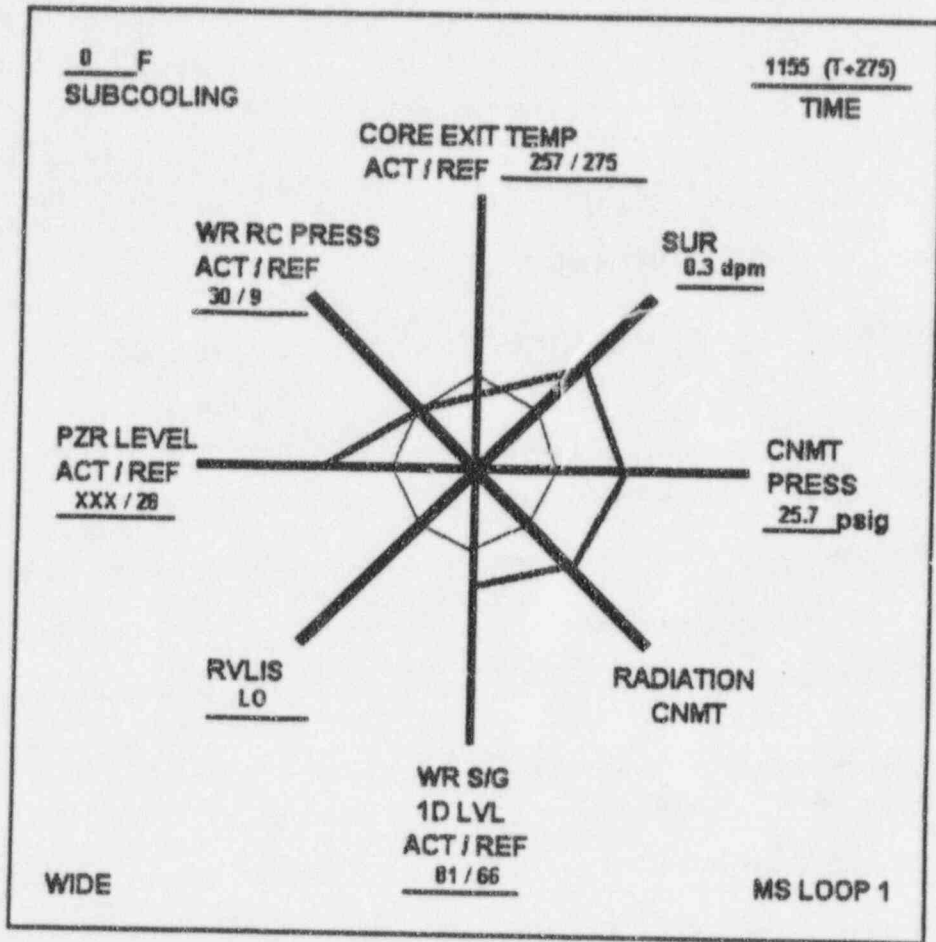 0 F
SUBCOOLING
1155 (T+275)
TIME
CORE EXIT TEMP
ACT / REF 257 / 275
WR RC PRESS
ACT / REF
30 / 9
SUR
0.3 dpm
PZR LEVEL
ACT / REF
XXX / 26
CNMT
PRESS
25.7 psig
RVLIS
LO
RADIATION
CNMT
WR S/G
1D LVL
ACT / REF
81 / 66
WIDE
MS LOOP 1